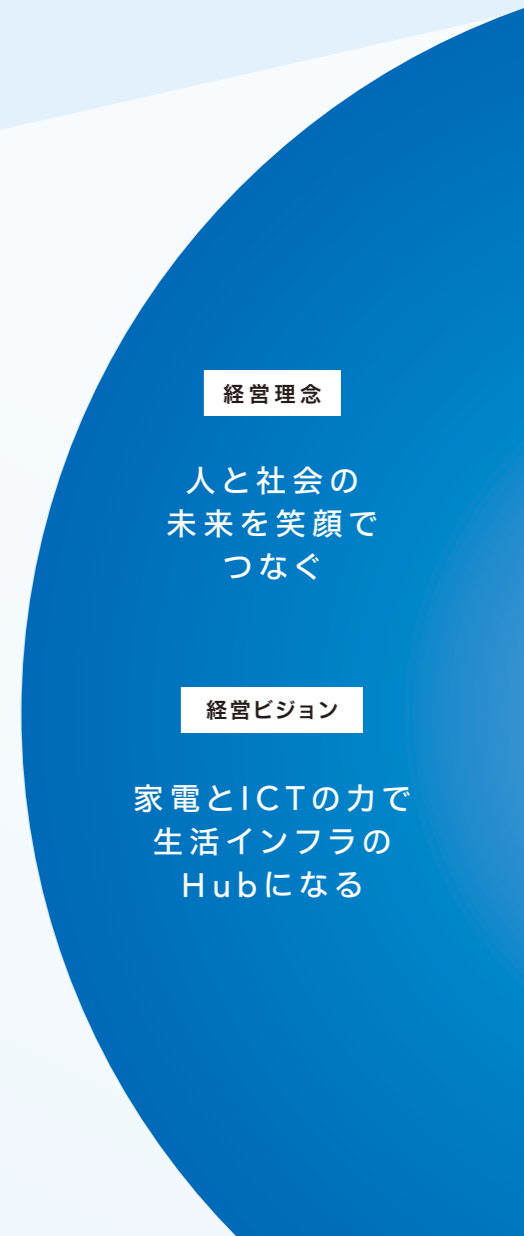 経営理念
人と社会の
未来を笑顔で
つなぐ
経営ビジョン
家電とICTの力で
生活インフラの
Hubになる